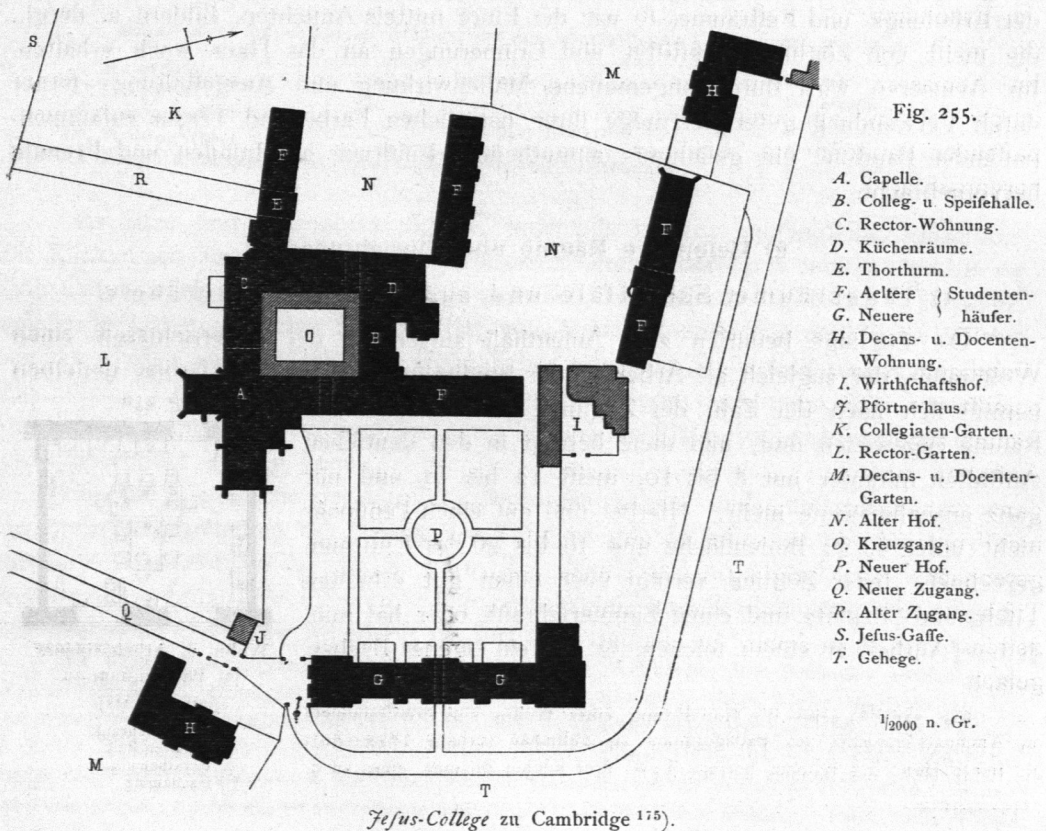 Fig. 255.
A. Capelle.
B. Colleg- u. Speiſehalle.
C. Rector-Wohnung.
D. Küchenräume.
E. Thorthurm.
F. Aeltere } Studenten-
G. Neuere } häuſer.
H. Decans- u. Docenten-
Wohnung.
I. Wirthſchaftshof.
J. Pförtnerhaus.
K. Collegiaten-Garten.
L. Rector-Garten.
M. Decans- u. Docenten-
Garten.
N. Alter Hof.
O. Kreuzgang.
P. Neuer Hof.
Q. Neuer Zugang.
R. Alter Zugang.
S. Jeſus-Gaſſe.
T. Gehege.
1/2000 n. Gr.
S
K
R
F
E
N
F
M
H
N
F
F
D
O
B
L
A
F
I
P
T
Q
J
H
G
G
M
T
Jeſus-College zu Cambridge 175).